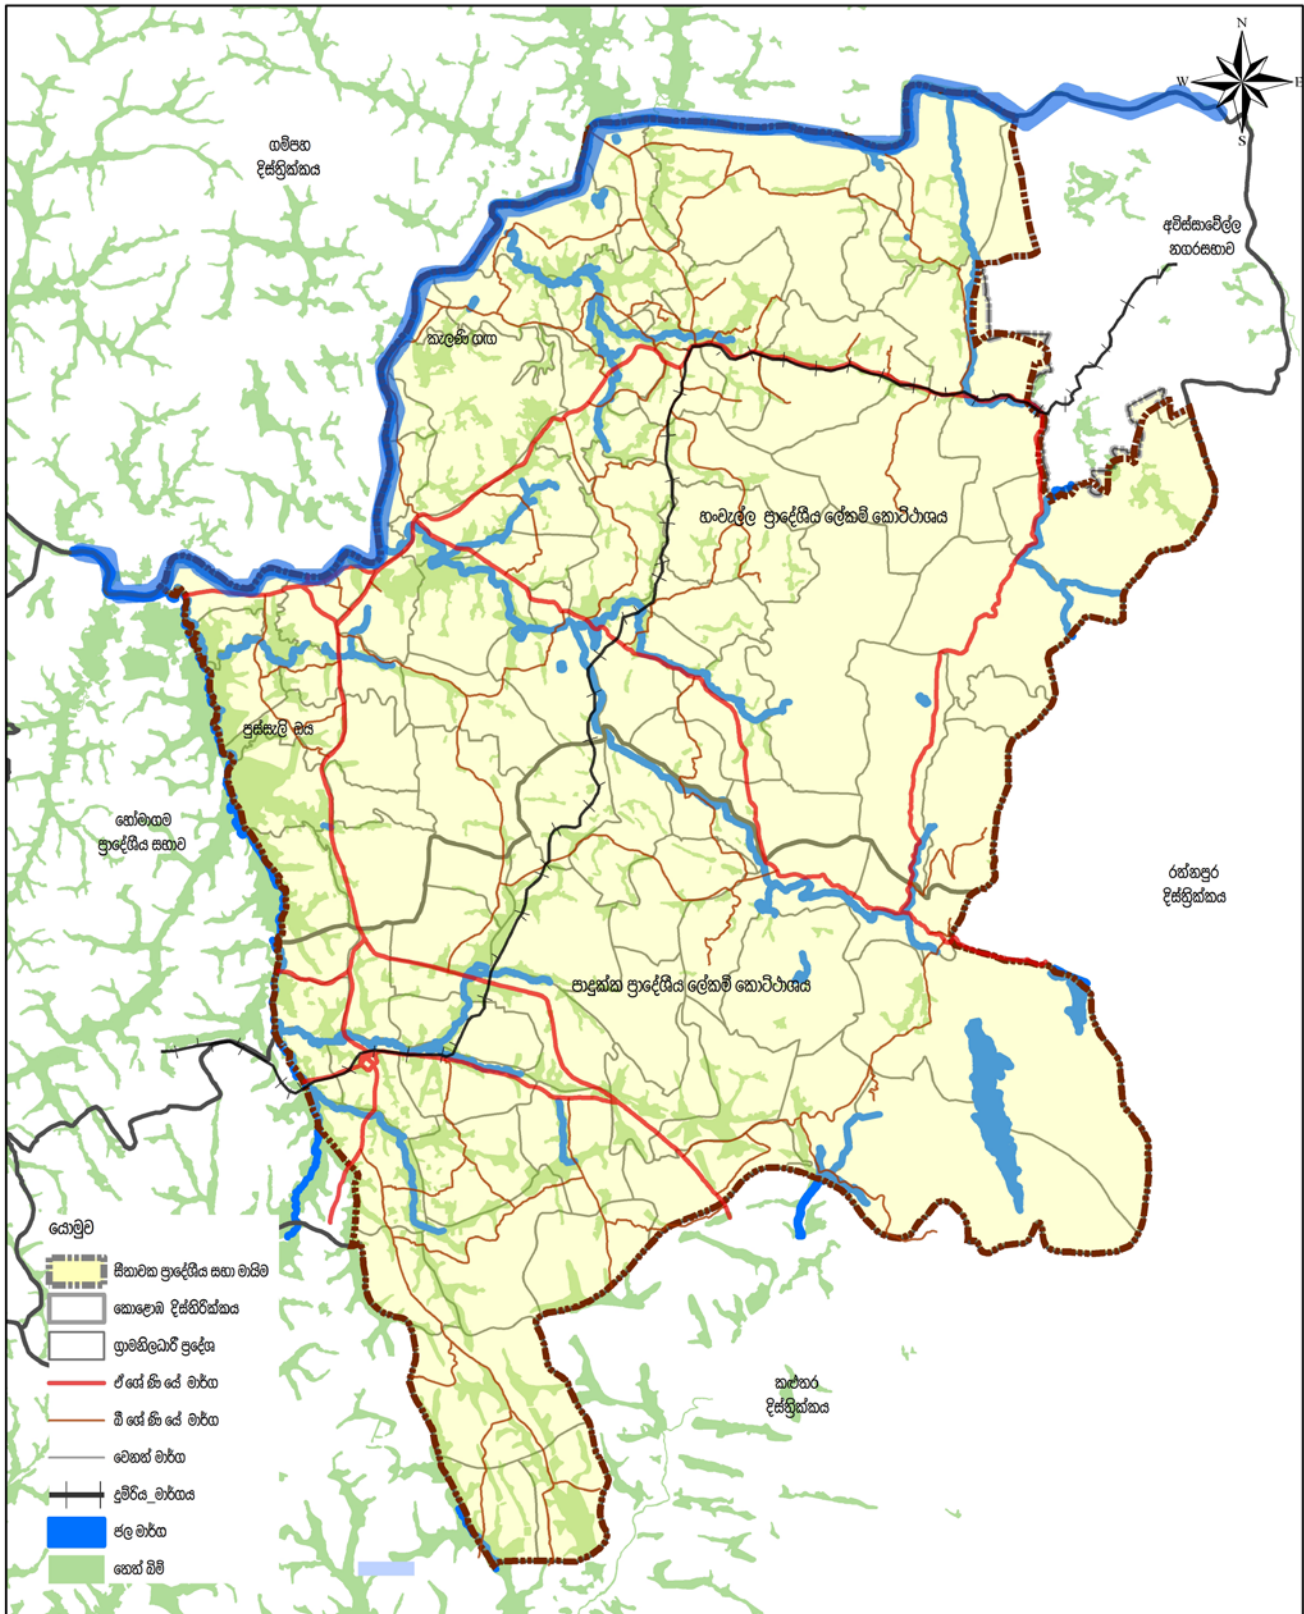 N
W
E
S
ගම්පහ
දිස්ත්‍රික්කය
අවිස්සාවේල්ල
නගරසභාව
කැලණි ගඟ
හංවැල්ල ප්‍රාදේශීය ලේකම් කොට්ඨාශය
පුස්සැලි ඔය
හෝමාගම
ප්‍රාදේශීය සභාව
රත්නපුර
දිස්ත්‍රික්කය
පාදුක්ක ප්‍රාදේශීය ලේකම් කොට්ඨාශය
යොමුව
සීතාවක ප්‍රාදේශීය සභා මායිම
කොළොඹ දිස්තිරික්කය
ග්‍රාමනිලධාරී ප්‍රදේශ
ඒ ශේ ණි යේ මාර්ග
බී ශේ ණි යේ මාර්ග
වෙනත් මාර්ග
දුම්රිය_මාර්ගය
ජල මාර්ග
තෙත් බිම්
කළුතර
දිස්ත්‍රික්කය